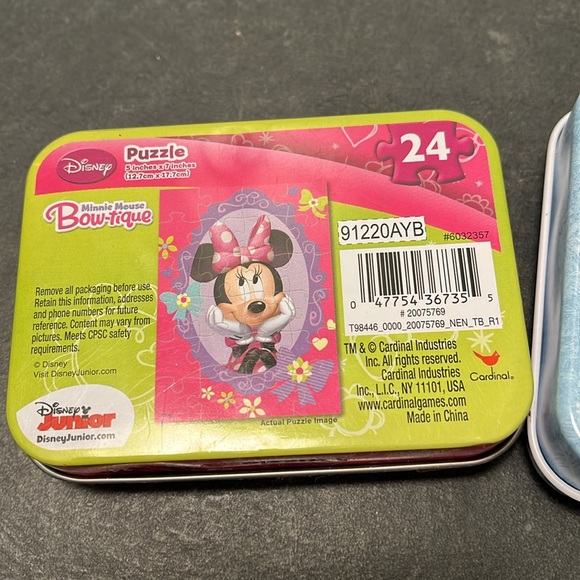 Disney
Puzzle
5 inches x 7 inches
(12.7cm x 17.7cm)
24
Minnie Mouse
Bow-tique
91220AYB
#6032357
Remove all packaging before use.
Retain this information, addresses
and phone numbers for future
reference. Content may vary from
pictures. Meets CPSC safety
requirements.
© Disney
Visit DisneyJunior.com
0 47754 36735 5
# 20075769
T98446_0000_20075769_NEN_TB_R1
TM & © Cardinal Industries
Inc. All rights reserved.
Cardinal Industries
Inc., L.I.C., NY 11101, USA
www.cardinalgames.com
Made in China
Cardinal®
Disney
Junior
DisneyJunior.com
Actual Puzzle Image